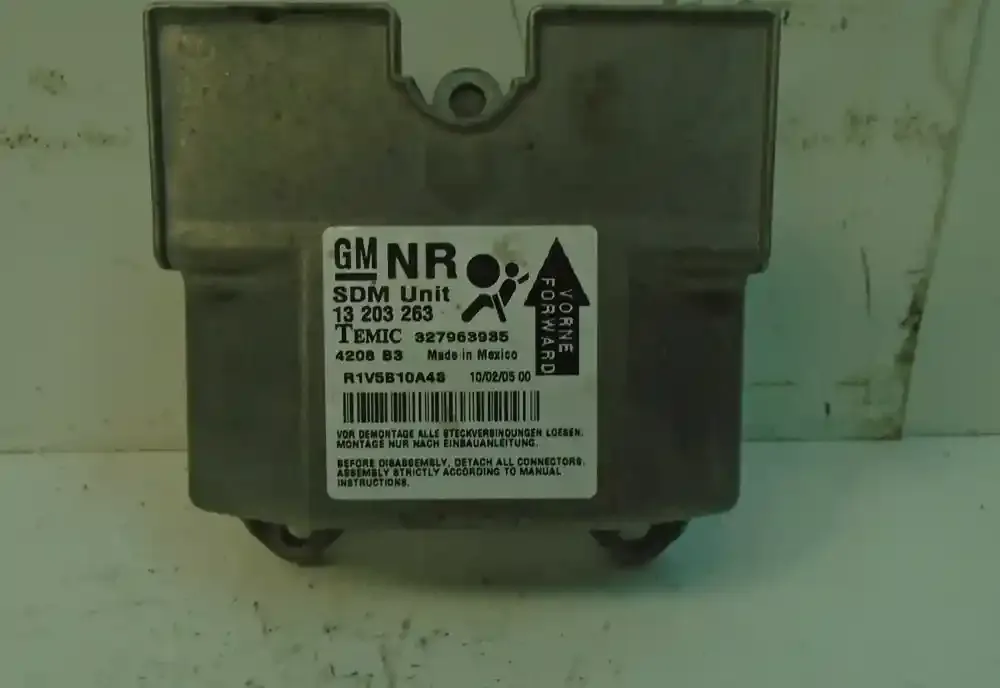 GM NR
SDM Unit
13 203 263
TEMIC 327963935
4208 B3 Made in Mexico
R1V5B10A48 10/02/05 00
VORNE
FORWARD
VOR DEMONTAGE ALLE STECKVERBINDUNGEN LOESEN.
MONTAGE NUR NACH EINBAUANLEITUNG.
BEFORE DISASSEMBLY, DETACH ALL CONNECTORS.
ASSEMBLY STRICTLY ACCORDING TO MANUAL
INSTRUCTIONS.